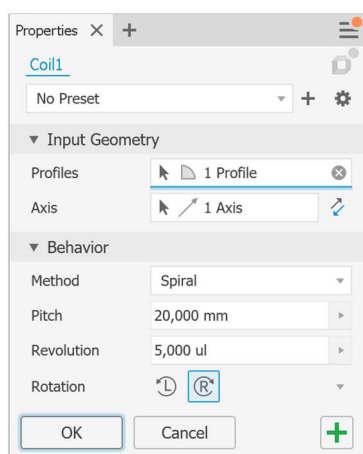 Properties
Coil1
No Preset
Input Geometry
Profiles 1 Profile
Axis 1 Axis
Behavior
Method Spiral
Pitch 20,000 mm
Revolution 5,000 ul
Rotation L R
OK Cancel